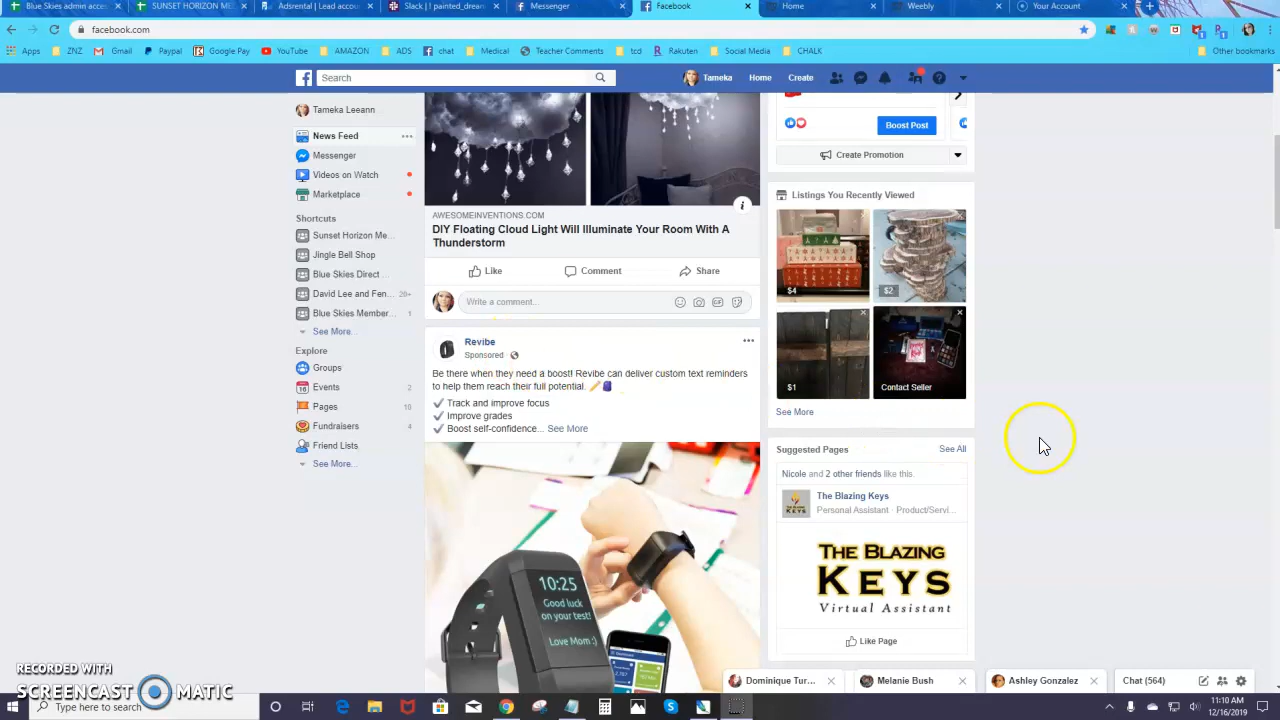 Blue Skies admin acces
SUNSET HORIZON ME
Adsrental | Lead accou
Slack | 1_painted_drea
Messenger
Facebook
Home
Weekly
Your Account
facebook.com
Apps
ZNZ
Gmail
Paypal
Google Pay
YouTube
AMAZON
ADS
chat
Medical
Teacher Comments
tcd
Rakuten
Social Media
CHALK
Other bookmarks
Search
Tameka
Home
Create
Tameka Leeann
News Feed
Messenger
Videos on Watch
Marketplace
Shortcuts
Sunset Horizon Me...
Jingle Bell Shop
Blue Skies Direct ...
David Lee and Fen... 20+
Blue Skies Member... 1
See More...
Explore
Groups
Events 2
Pages 10
Fundraisers 4
Friend Lists
See More...
AWESOMEINVENTIONS.COM
DIY Floating Cloud Light Will Illuminate Your Room With A
Thunderstorm
Like
Comment
Share
Write a comment...
Revibe
Sponsored
Be there when they need a boost! Revibe can deliver custom text reminders
to help them reach their full potential.
Track and improve focus
Improve grades
Boost self-confidence... See More
10:25
Good luck
on your test!
Love Mom :)
Boost Post
Create Promotion
Listings You Recently Viewed
$4
$2
$1
Contact Seller
See More
Suggested Pages
See All
Nicole and 2 other friends like this.
The Blazing Keys
Personal Assistant · Product/Servi...
THE BLAZING
KEYS
Virtual Assistant
Like Page
Dominique Tur...
Melanie Bush
Ashley Gonzalez
Chat (564)
RECORDED WITH
SCREENCAST MATIC
Type here to search
11:10 AM
12/16/2019